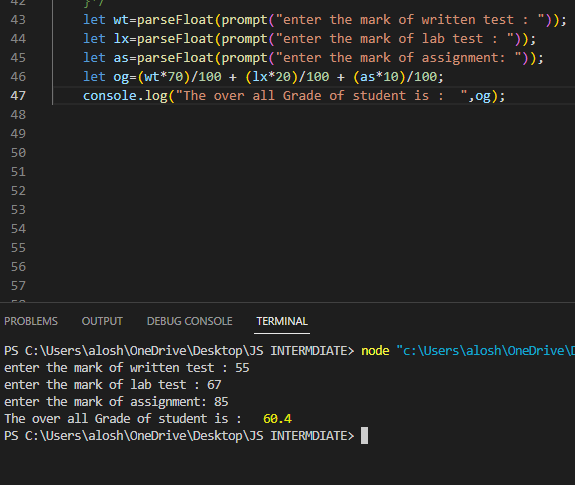 42 }*/
43 let wt=parseFloat(prompt("enter the mark of written test : "));
44 let lx=parseFloat(prompt("enter the mark of lab test : "));
45 let as=parseFloat(prompt("enter the mark of assignment: "));
46 let og=(wt*70)/100 + (lx*20)/100 + (as*10)/100;
47 console.log("The over all Grade of student is :  ",og);
48
49
50
51
52
53
54
55
56
57
PROBLEMS OUTPUT DEBUG CONSOLE TERMINAL
PS C:\Users\alosh\OneDrive\Desktop\JS INTERMDIATE> node "c:\Users\alosh\OneDrive\D
enter the mark of written test : 55
enter the mark of lab test : 67
enter the mark of assignment: 85
The over all Grade of student is :   60.4
PS C:\Users\alosh\OneDrive\Desktop\JS INTERMDIATE>